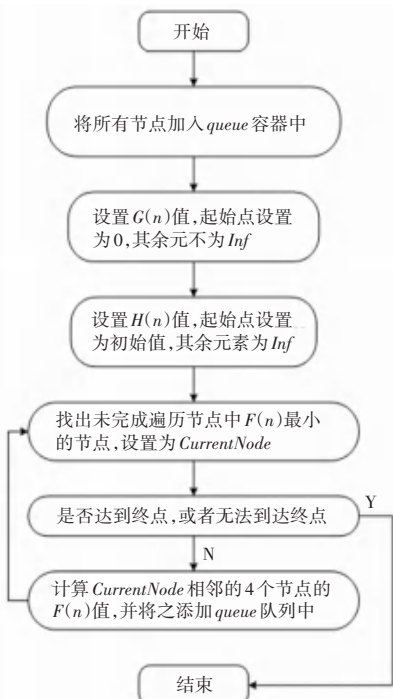 开始
将所有节点加入queue容器中
设置G(n)值,起始点设置
为0,其余元不为Inf
设置H(n)值,起始点设置
为初始值,其余元素为Inf
找出未完成遍历节点中F(n)最小
的节点,设置为CurrentNode
是否达到终点,或者无法到达终点
Y
N
计算CurrentNode相邻的4个节点的
F(n)值,并将之添加queue队列中
结束